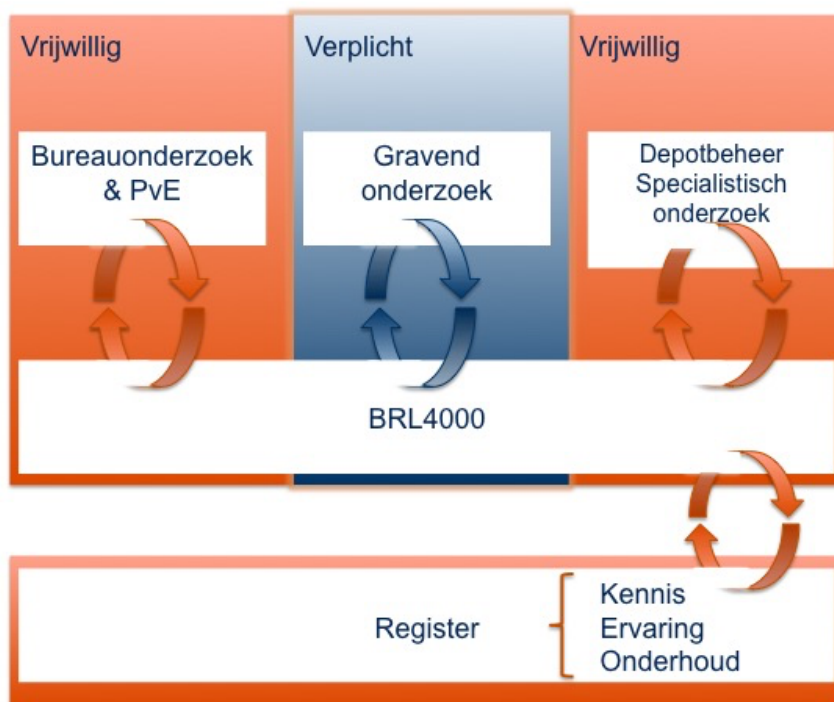 Vrijwillig
Verplicht
Vrijwillig
Bureauonderzoek
& PvE
Gravend
onderzoek
Depotbeheer
Specialistisch
onderzoek
BRL4000
Register
Kennis
Ervaring
Onderhoud